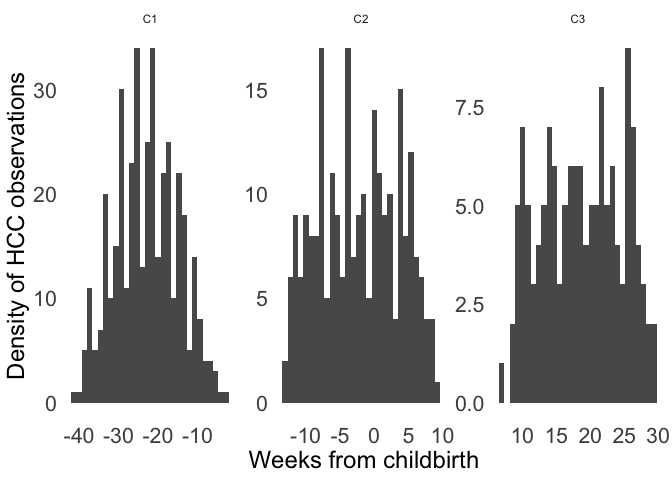 C1 C2 C3
Density of HCC observations
30 15 7.5
20 10 5.0
10 5 2.5
0 0 0.0
-40 -30 -20 -10 -10 -5 0 5 10 10 15 20 25 30
Weeks from childbirth